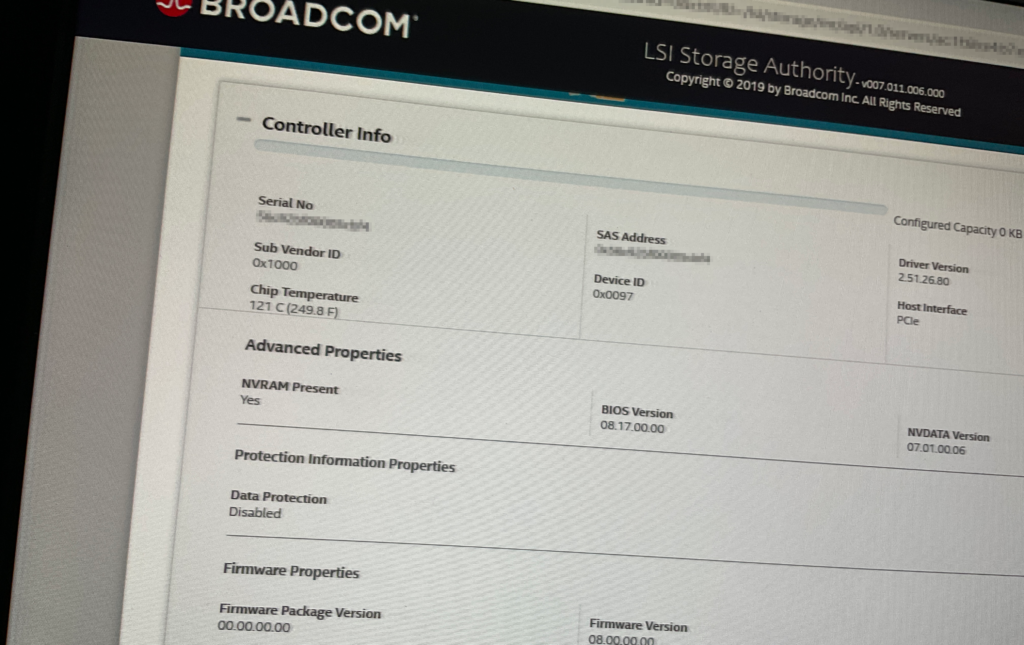 BROADCOM
LSI Storage Authority - v007.011.006.000
Copyright © 2019 by Broadcom Inc. All Rights Reserved
Controller Info
Configured Capacity 0 KB
Serial No
SAS Address
Driver Version
2.51.26.80
Sub Vendor ID
0x1000
Device ID
0x0097
Host Interface
PCIe
Chip Temperature
121 C (249.8 F)
Advanced Properties
NVRAM Present
Yes
BIOS Version
08.17.00.00
NVDATA Version
07.01.00.06
Protection Information Properties
Data Protection
Disabled
Firmware Properties
Firmware Package Version
00.00.00.00
Firmware Version
08.00.00.00